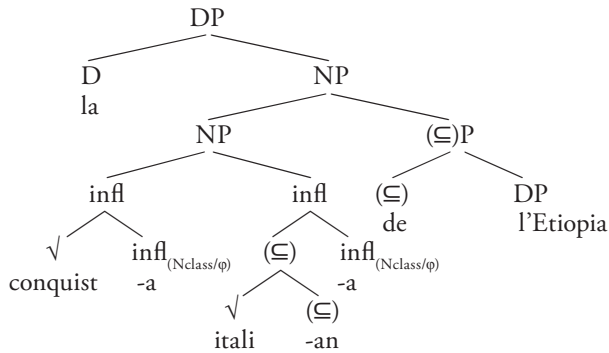 DP
D NP
la
NP (⊆)P
infl infl (⊆) DP
de l'Etiopia
√ infl(Nclass/φ) (⊆) infl(Nclass/φ)
conquist -a -a
√ (⊆)
itali -an